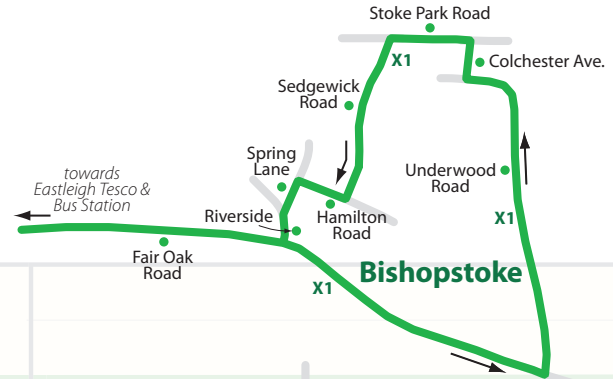 Stoke Park Road
X1
Colchester Ave.
Sedgewick
Road
Spring
Lane
Underwood
Road
towards
Eastleigh Tesco &
Bus Station
Riverside
Hamilton
Road
X1
Fair Oak
Road
Bishopstoke
X1